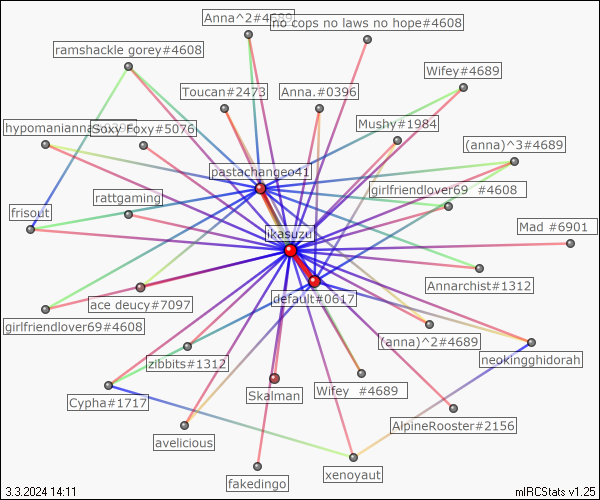 Anna^2#4689
no cops no laws no hope#4608
ramshackle gorey#4608
Wifey#4689
Toucan#2473
Anna.#0396
hypomanianna
Soxy Foxy#5076
Mushy#1984
(anna)^3#4689
pastachangeo41
girlfriendlover69 #4608
rattgaming
frisout
ikasuzu
Mad #6901
Annarchist#1312
ace deucy#7097
default#0617
girlfriendlover69#4608
(anna)^2#4689
zibbits#1312
neokingghidorah
Skalman
Wifey #4689
Cypha#1717
AlpineRooster#2156
avelicious
xenoyaut
fakedingo
3.3.2024 14:11
mIRCStats v1.25